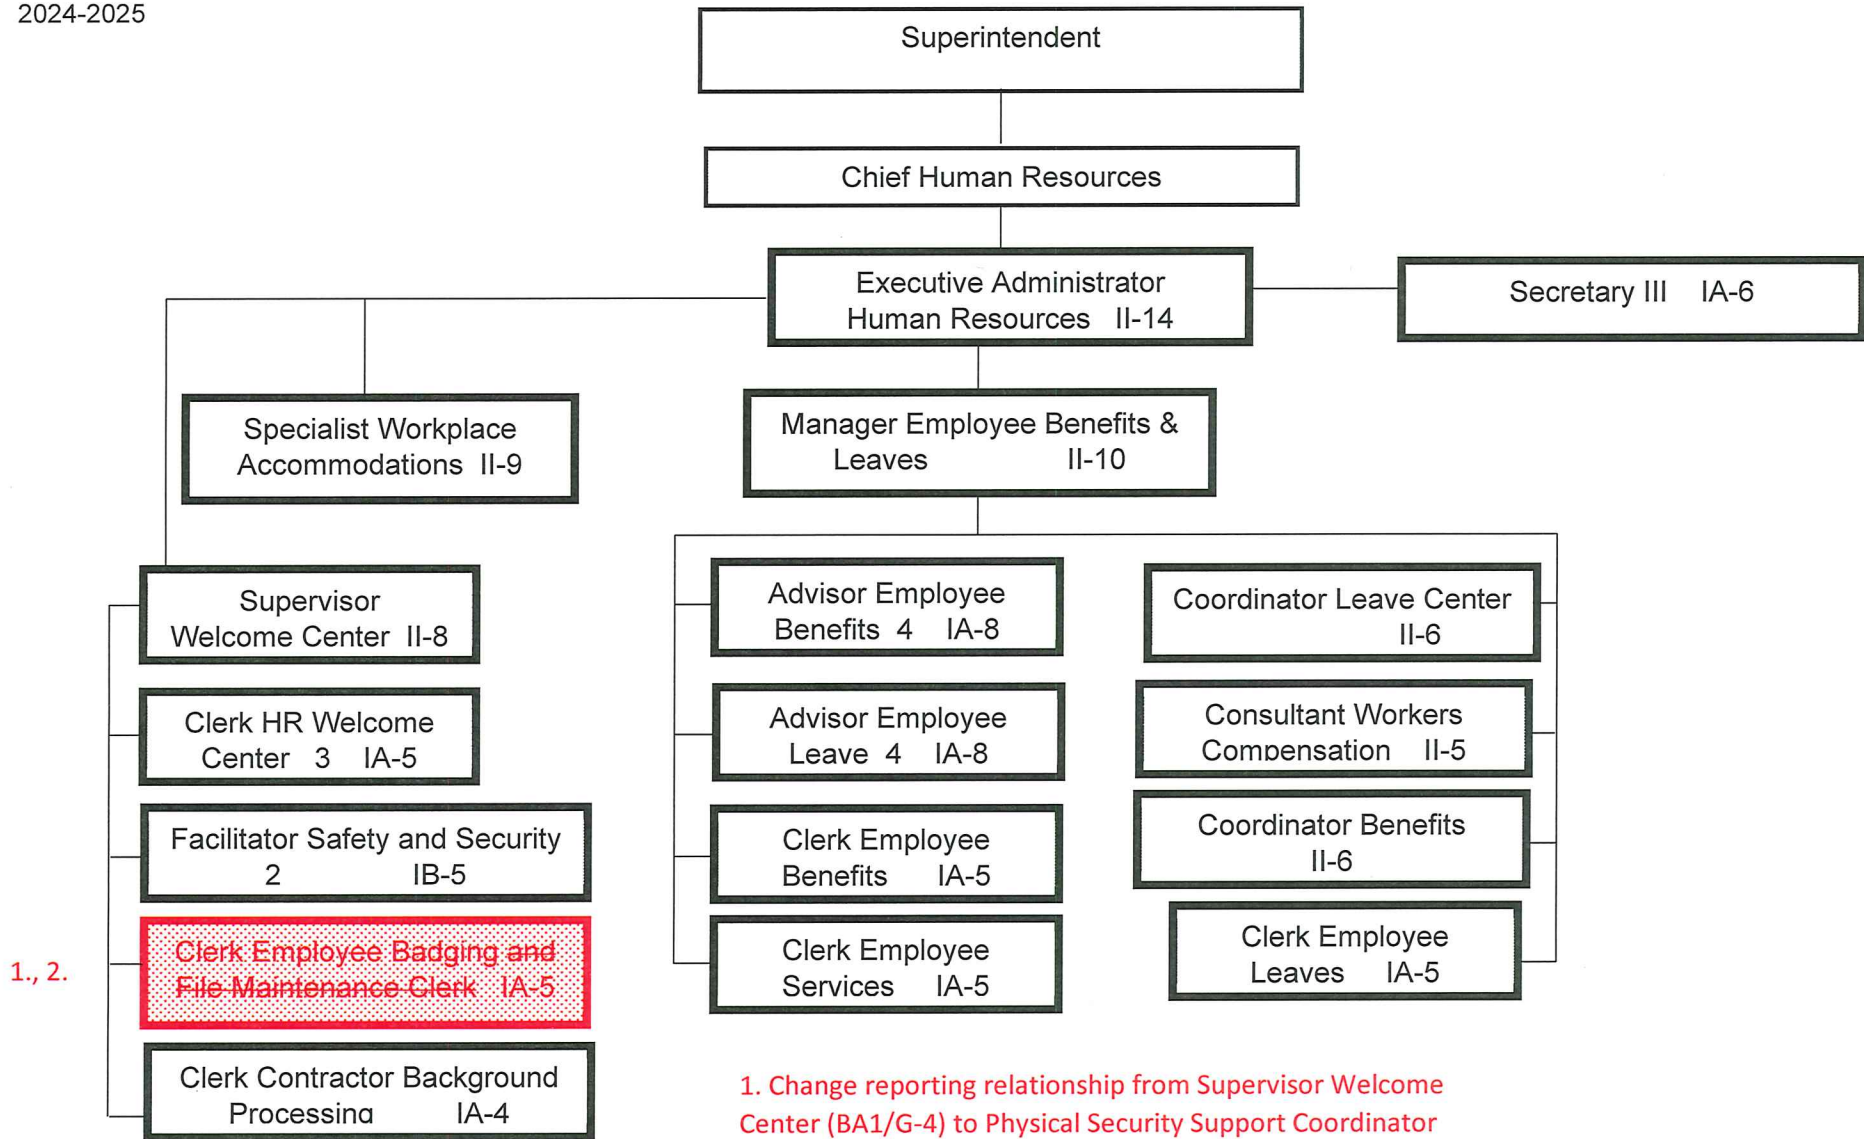 2024-2025
Superintendent
Chief Human Resources
Executive Administrator
Human Resources II-14
Secretary III IA-6
Specialist Workplace
Accommodations II-9
Manager Employee Benefits &
Leaves II-10
Supervisor
Welcome Center II-8
Clerk HR Welcome
Center 3 IA-5
Facilitator Safety and Security
2 IB-5
1., 2.
Clerk Employee Badging and
File Maintenance Clerk IA-5
Clerk Contractor Background
Processing IA-4
Advisor Employee
Benefits 4 IA-8
Advisor Employee
Leave 4 IA-8
Clerk Employee
Benefits IA-5
Clerk Employee
Services IA-5
Coordinator Leave Center
II-6
Consultant Workers
Compensation II-5
Coordinator Benefits
II-6
Clerk Employee
Leaves IA-5
1. Change reporting relationship from Supervisor Welcome
Center (BA1/G-4) to Physical Security Support Coordinator